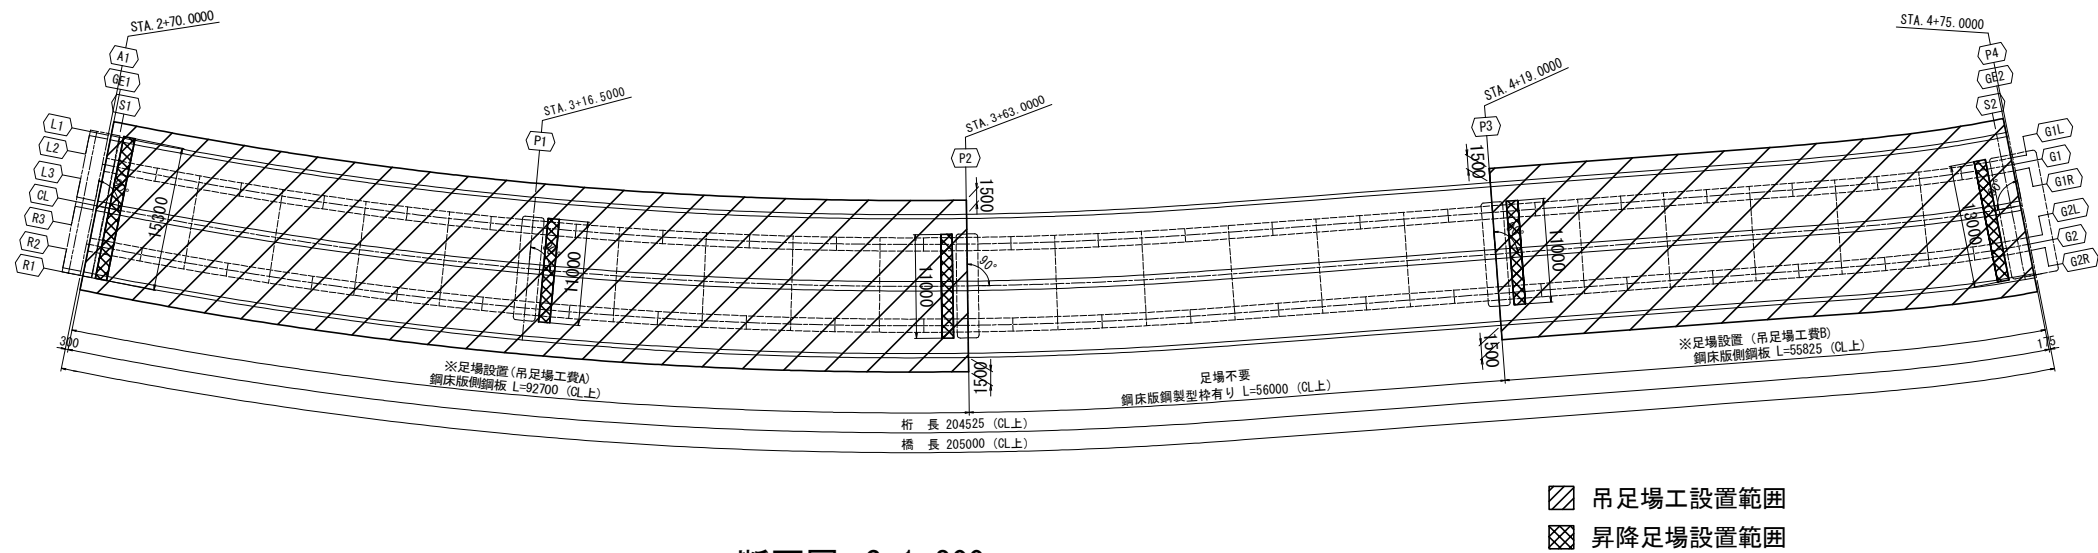 STA.2+70.0000
A1
GE1
S1
L1
L2
L3
CL
R3
R2
R1
15300
STA.3+16.5000
P1
11000
STA.3+63.0000
P2
1500
11000
90°
1500
STA.4+19.0000
P3
1500
11000
1500
STA.4+75.0000
P4
GE2
S2
G1L
G1
G1R
G2L
G2
G2R
300
※足場設置(吊足場工費A)
鋼床版側鋼板 L=92700 (CL上)
足場不要
鋼床版鋼製型枠有り L=56000 (CL上)
※足場設置 (吊足場工費B)
鋼床版側鋼板 L=55825 (CL上)
175
桁 長 204525 (CL上)
橋 長 205000 (CL上)
吊足場工設置範囲
昇降足場設置範囲